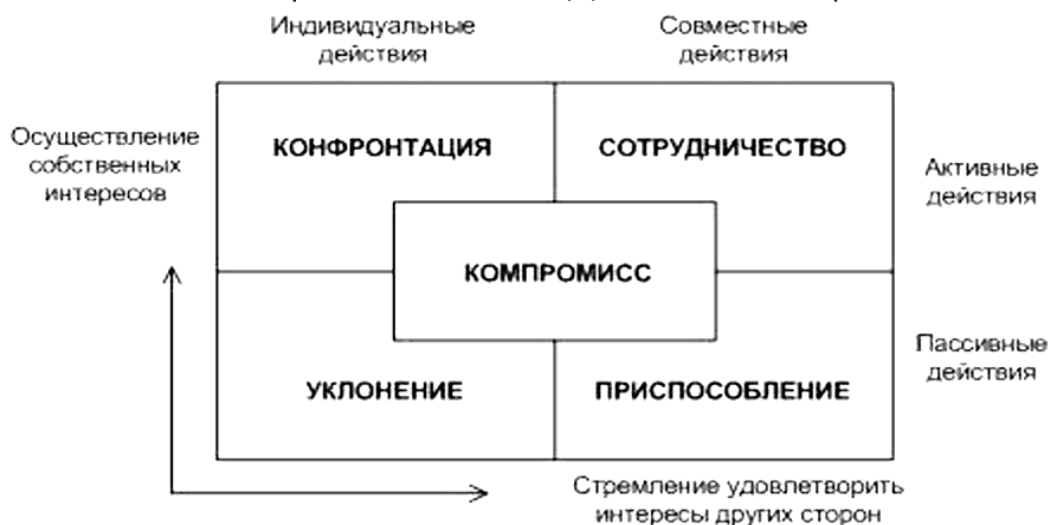 Индивидуальные
действия
Совместные
действия
Осуществление
собственных
интересов
КОНФРОНТАЦИЯ
СОТРУДНИЧЕСТВО
Активные
действия
КОМПРОМИСС
Пассивные
действия
УКЛОНЕНИЕ
ПРИСПОСОБЛЕНИЕ
Стремление удовлетворить
интересы других сторон